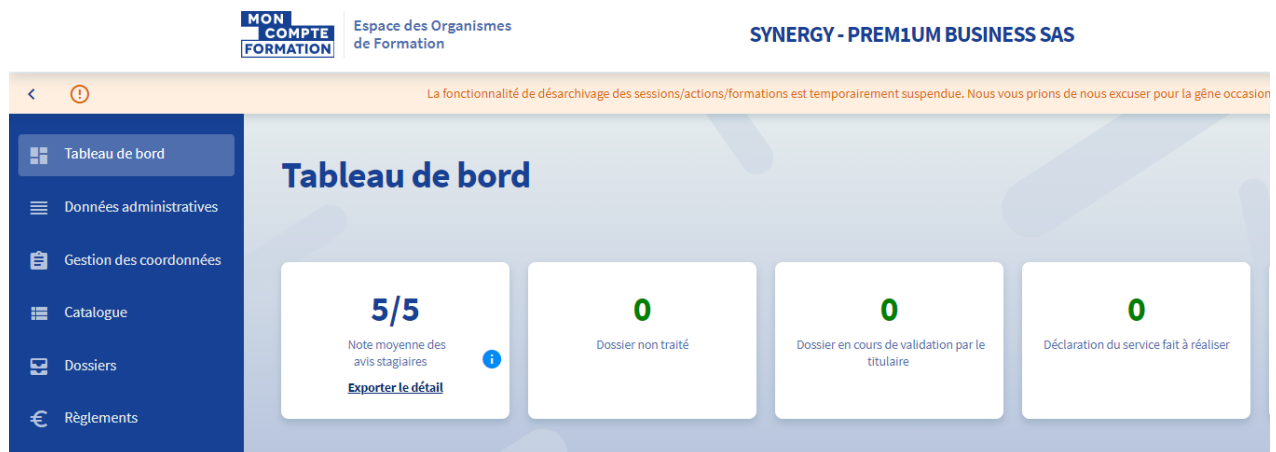 MON
COMPTE
FORMATION
Espace des Organismes
de Formation
SYNERGY - PREM1UM BUSINESS SAS
La fonctionnalité de désarchivage des sessions/actions/formations est temporairement suspendue. Nous vous prions de nous excuser pour la gêne occasion
Tableau de bord
Données administratives
Gestion des coordonnées
Catalogue
Dossiers
Règlements
Tableau de bord
5/5
Note moyenne des
avis stagiaires
Exporter le détail
0
Dossier non traité
0
Dossier en cours de validation par le
titulaire
0
Déclaration du service fait à réaliser